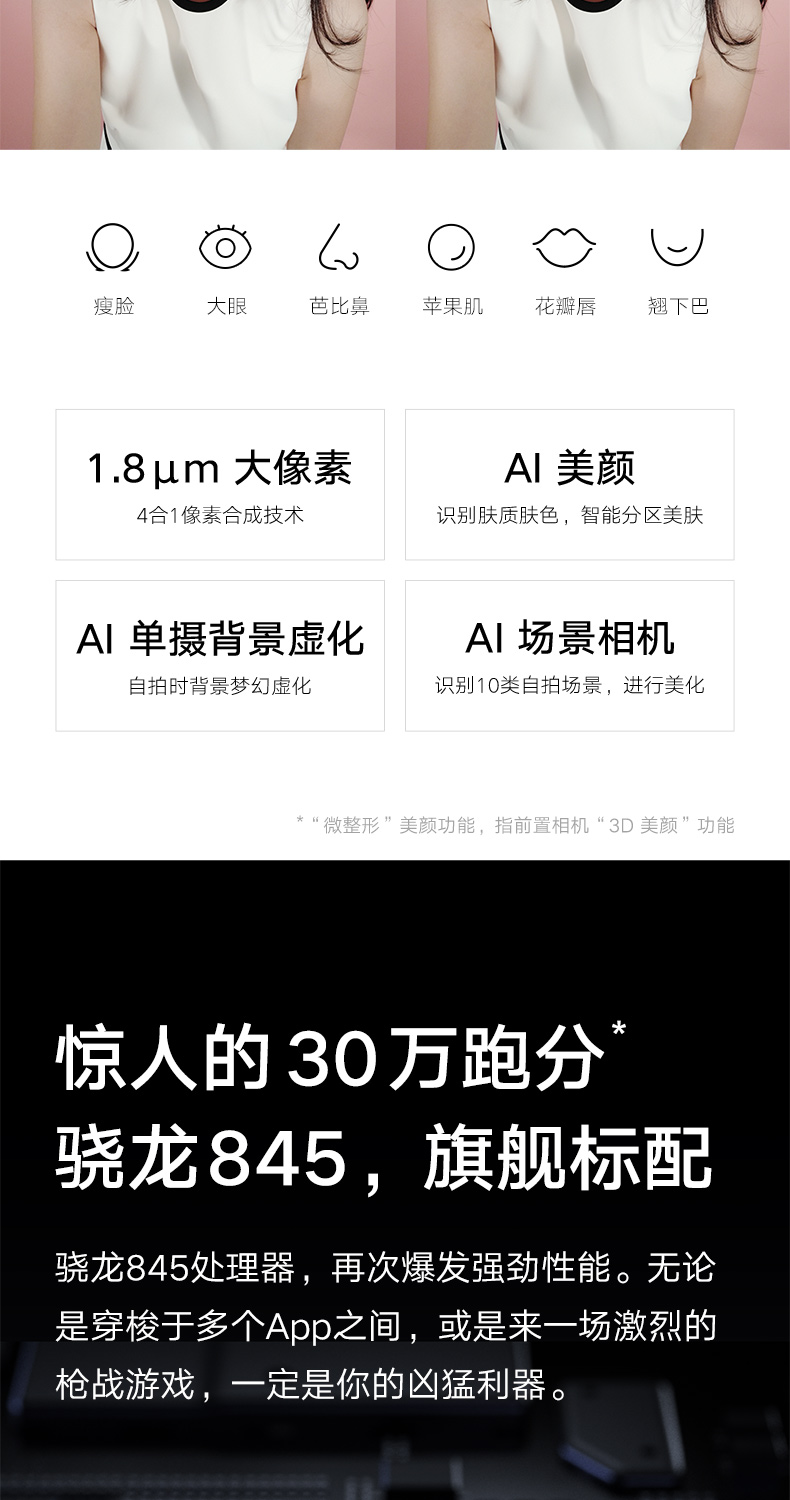 瘦脸 大眼 芭比鼻 苹果肌 花瓣唇 翘下巴
1.8μm 大像素
4合1像素合成技术
AI 美颜
识别肤质肤色，智能分区美肤
AI 单摄背景虚化
自拍时背景梦幻虚化
AI 场景相机
识别10类自拍场景，进行美化
*“微整形”美颜功能，指前置相机“3D 美颜”功能
惊人的30万跑分*
骁龙845，旗舰标配
骁龙845处理器，再次爆发强劲性能。无论
是穿梭于多个App之间，或是来一场激烈的
枪战游戏，一定是你的凶猛利器。